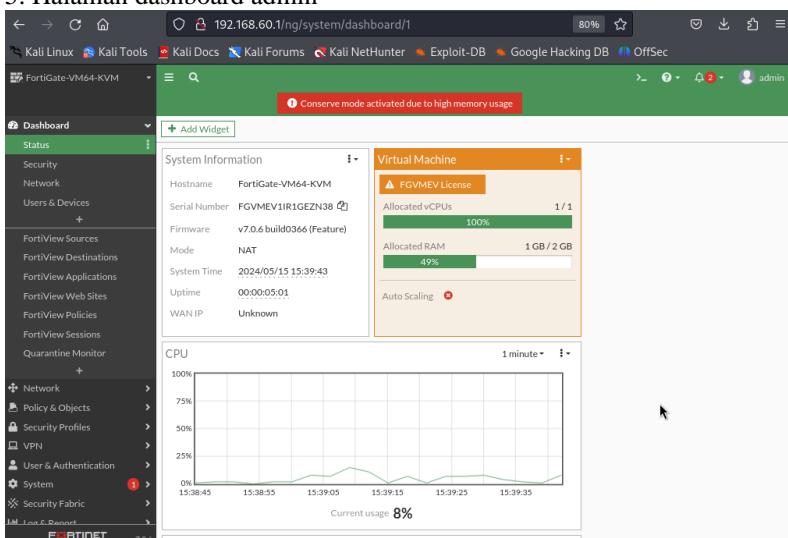 3. Halaman dashboard admin
192.168.60.1/ng/system/dashboard/1
80%
Kali Linux Kali Tools Kali Docs Kali Forums Kali NetHunter Exploit-DB Google Hacking DB OffSec
FortiGate-VM64-KVM
>_ ? 2 admin
Conserve mode activated due to high memory usage
Dashboard
Status
Security
Network
Users & Devices
+
FortiView Sources
FortiView Destinations
FortiView Applications
FortiView Web Sites
FortiView Policies
FortiView Sessions
Quarantine Monitor
+
Network
Policy & Objects
Security Profiles
VPN
User & Authentication
System 1
Security Fabric
Log & Report
FORTINET
+ Add Widget
System Information
Hostname FortiGate-VM64-KVM
Serial Number FGVMEV1IR1GEZN38
Firmware v7.0.6 build0366 (Feature)
Mode NAT
System Time 2024/05/15 15:39:43
Uptime 00:00:05:01
WAN IP Unknown
Virtual Machine
FGVMEV License
Allocated vCPUs 1 / 1
100%
Allocated RAM 1 GB / 2 GB
49%
Auto Scaling
CPU 1 minute
100%
75%
50%
25%
0%
15:38:45 15:38:55 15:39:05 15:39:15 15:39:25 15:39:35
Current usage 8%